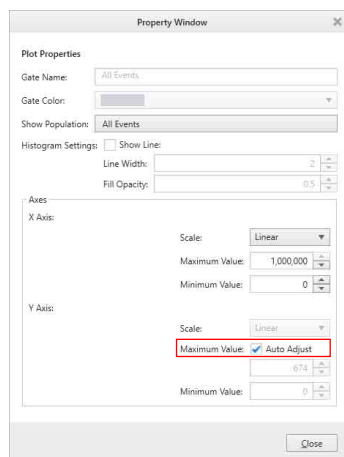 Property Window
Plot Properties
Gate Name: All Events
Gate Color:
Show Population: All Events
Histogram Settings: Show Line:
Line Width: 2
Fill Opacity: 0.5
Axes
X Axis:
Scale: Linear
Maximum Value: 1,000,000
Minimum Value: 0
Y Axis:
Scale: Linear
Maximum Value: Auto Adjust
674
Minimum Value: 0
Close